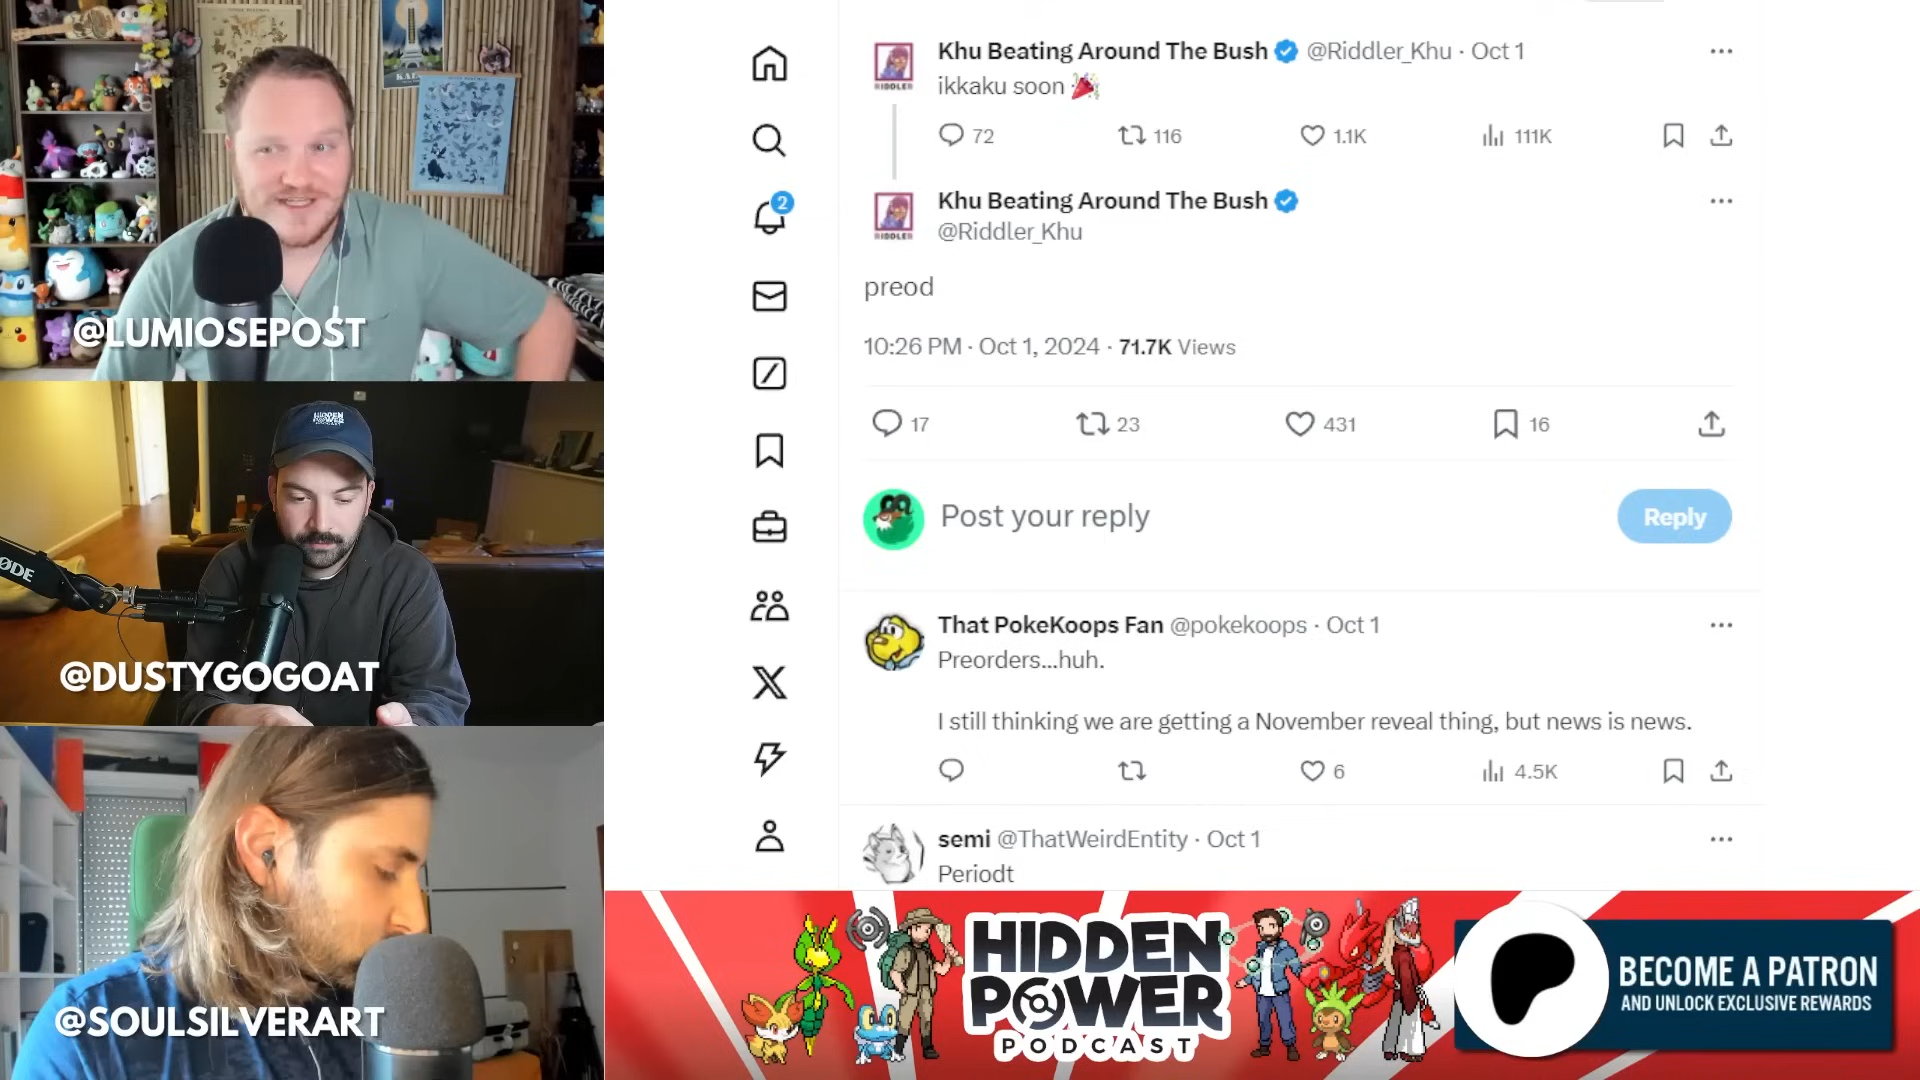 @LUMIOSEPOST
HIDDEN
POWER
@DUSTYGOGOAT
@SOULSILVERART
2
Khu Beating Around The Bush @Riddler_Khu · Oct 1
ikkaku soon 🎉
72 116 1.1K 111K
RIDDLER
Khu Beating Around The Bush
@Riddler_Khu
preod
10:26 PM · Oct 1, 2024 · 71.7K Views
17 23 431 16
Post your reply
Reply
That PokeKoops Fan @pokekoops · Oct 1
Preorders...huh.
I still thinking we are getting a November reveal thing, but news is news.
6 4.5K
semi @ThatWeirdEntity · Oct 1
Periodt
HIDDEN
POWER
PODCAST
BECOME A PATRON
AND UNLOCK EXCLUSIVE REWARDS